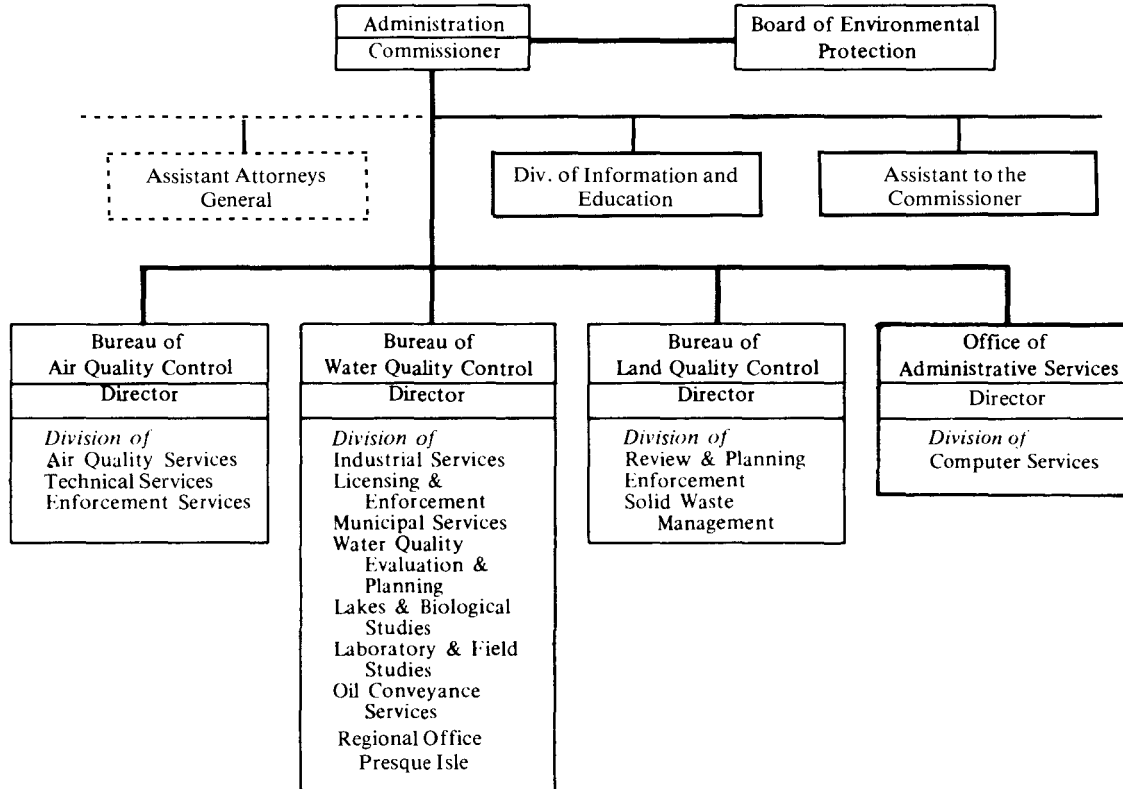 Administration
Commissioner
Board of Environmental
Protection
Assistant Attorneys
General
Div. of Information and
Education
Assistant to the
Commissioner
Bureau of
Air Quality Control
Director
Division of
Air Quality Services
Technical Services
Enforcement Services
Bureau of
Water Quality Control
Director
Division of
Industrial Services
Licensing &
Enforcement
Municipal Services
Water Quality
Evaluation &
Planning
Lakes & Biological
Studies
Laboratory & Field
Studies
Oil Conveyance
Services
Regional Office
Presque Isle
Bureau of
Land Quality Control
Director
Division of
Review & Planning
Enforcement
Solid Waste
Management
Office of
Administrative Services
Director
Division of
Computer Services